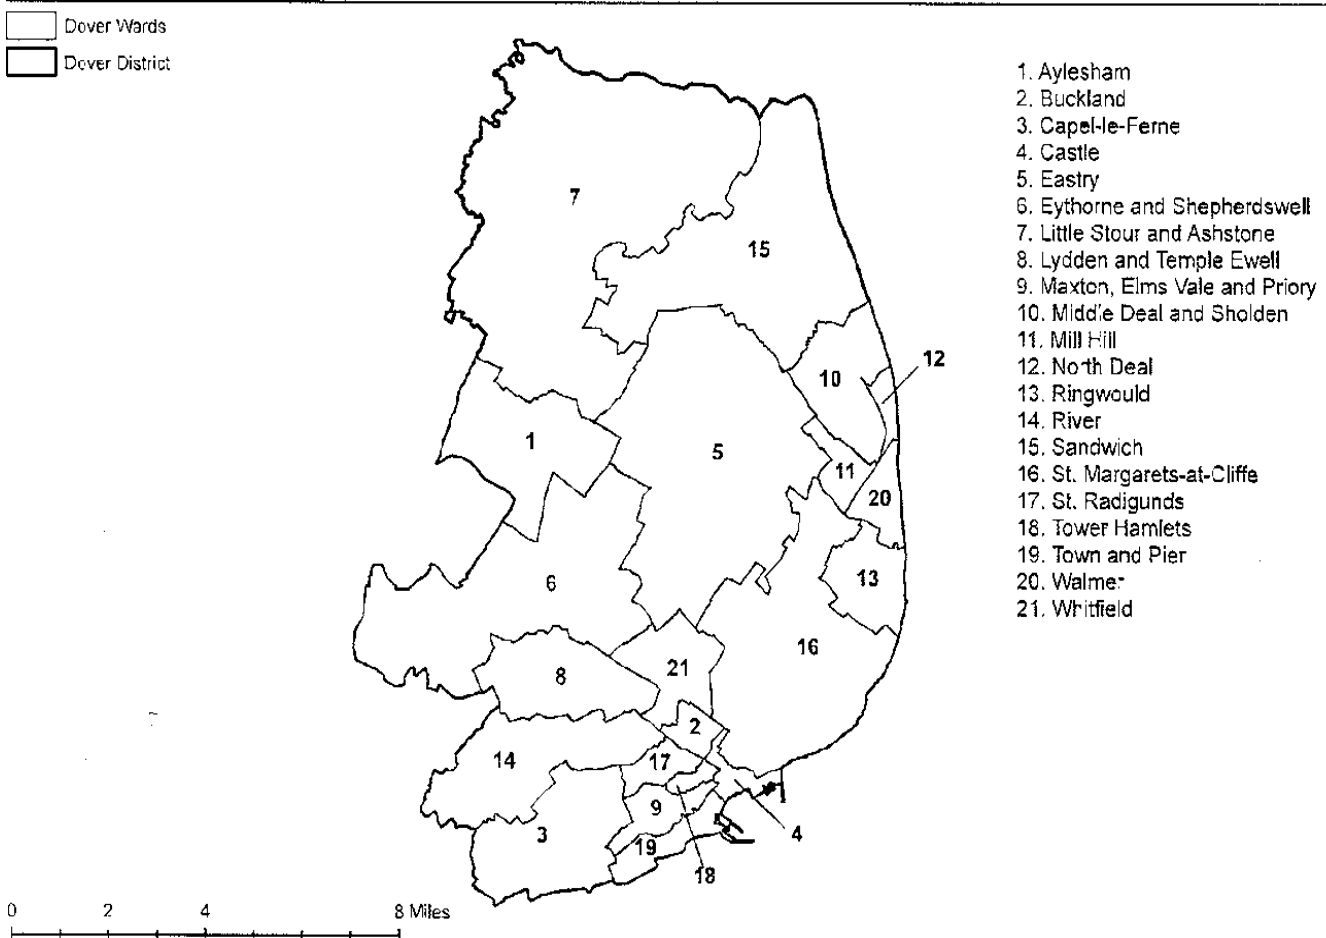 Dover Wards
Dover District
1. Aylesham
2. Buckland
3. Capel-le-Ferne
4. Castle
5. Eastry
6. Eythorne and Shepherdswell
7. Little Stour and Ashstone
8. Lydden and Temple Ewell
9. Maxton, Elms Vale and Priory
10. Middle Deal and Sholden
11. Mill Hill
12. North Deal
13. Ringwould
14. River
15. Sandwich
16. St. Margarets-at-Cliffe
17. St. Radigunds
18. Tower Hamlets
19. Town and Pier
20. Walmer
21. Whitfield
7
15
12
10
1
5
11
20
6
13
16
8
21
2
14
17
9
3
4
19
18
0 2 4 8 Miles